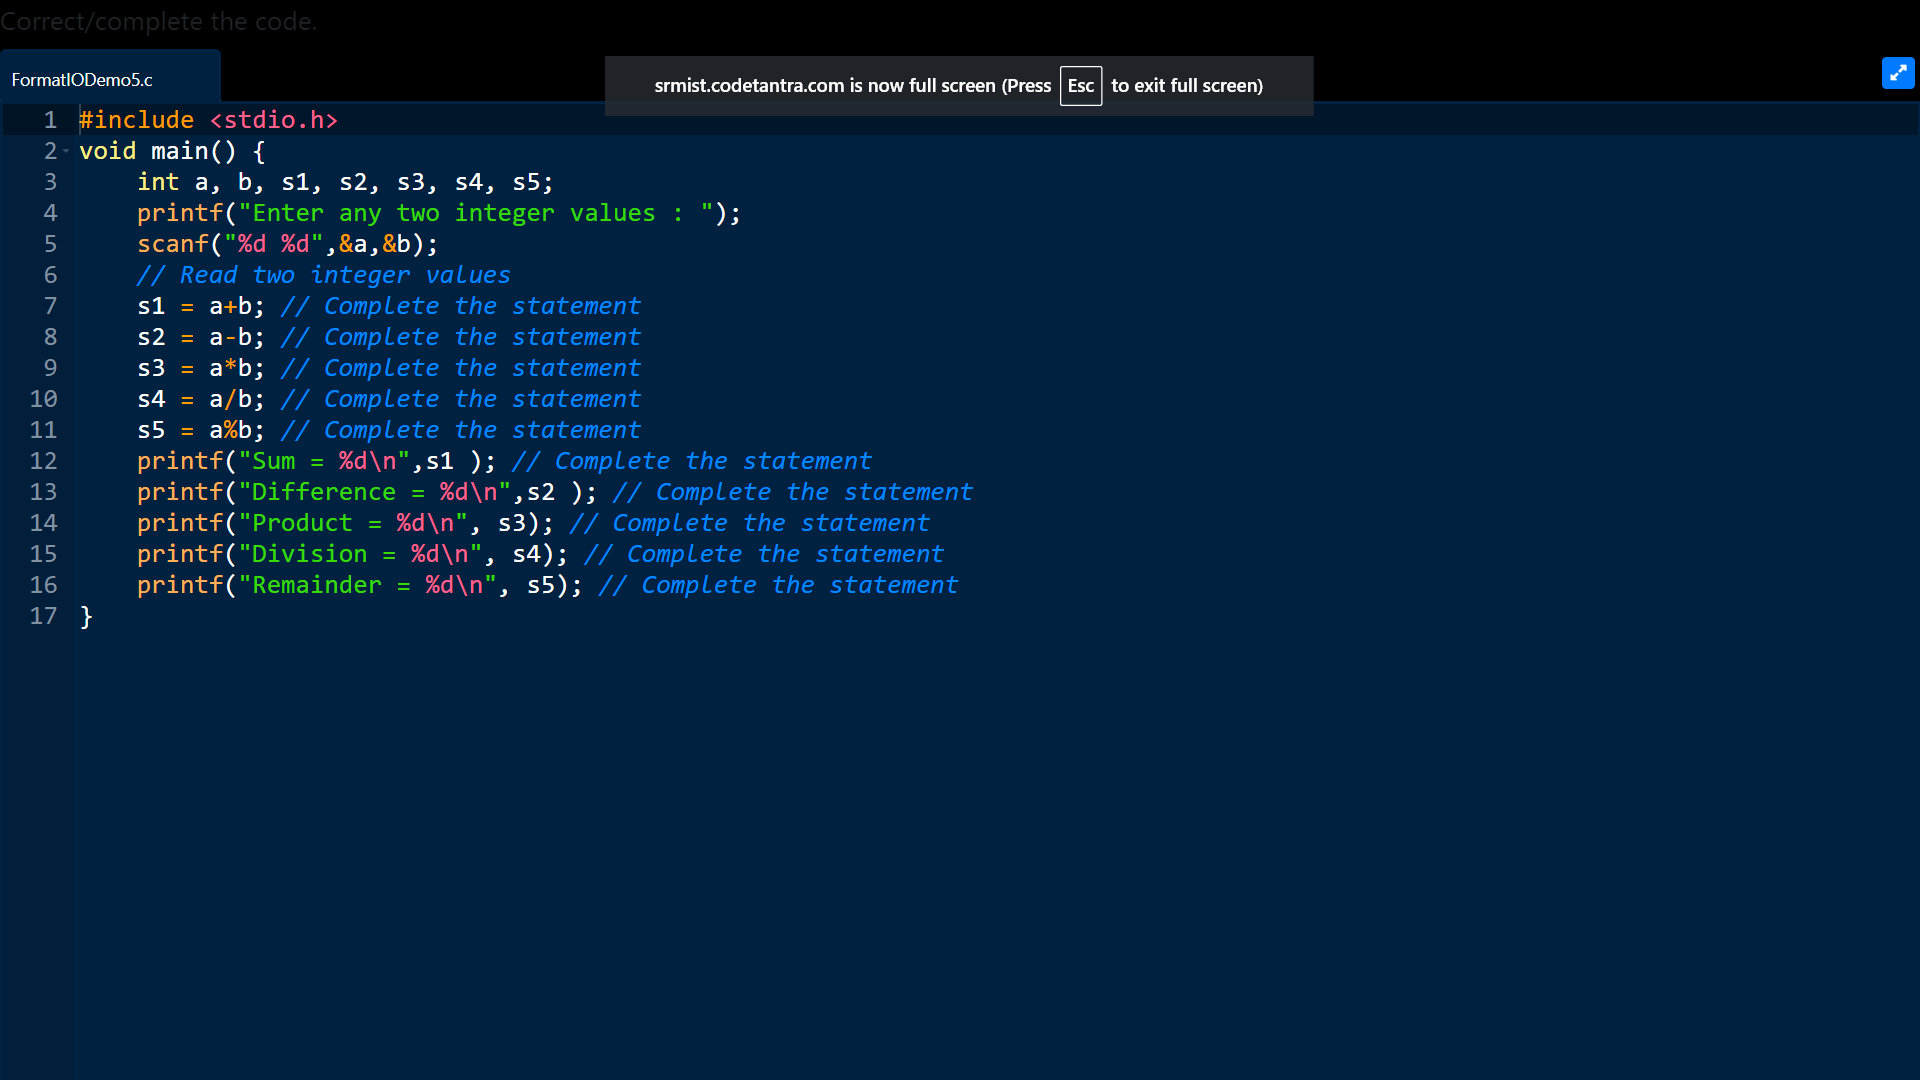 Correct/complete the code.
FormatIODemo5.c
srmist.codetantra.com is now full screen (Press Esc to exit full screen)
1 #include <stdio.h>
2 void main() {
3 int a, b, s1, s2, s3, s4, s5;
4 printf("Enter any two integer values : ");
5 scanf("%d %d",&a,&b);
6 // Read two integer values
7 s1 = a+b; // Complete the statement
8 s2 = a-b; // Complete the statement
9 s3 = a*b; // Complete the statement
10 s4 = a/b; // Complete the statement
11 s5 = a%b; // Complete the statement
12 printf("Sum = %d\n",s1 ); // Complete the statement
13 printf("Difference = %d\n",s2 ); // Complete the statement
14 printf("Product = %d\n", s3); // Complete the statement
15 printf("Division = %d\n", s4); // Complete the statement
16 printf("Remainder = %d\n", s5); // Complete the statement
17 }